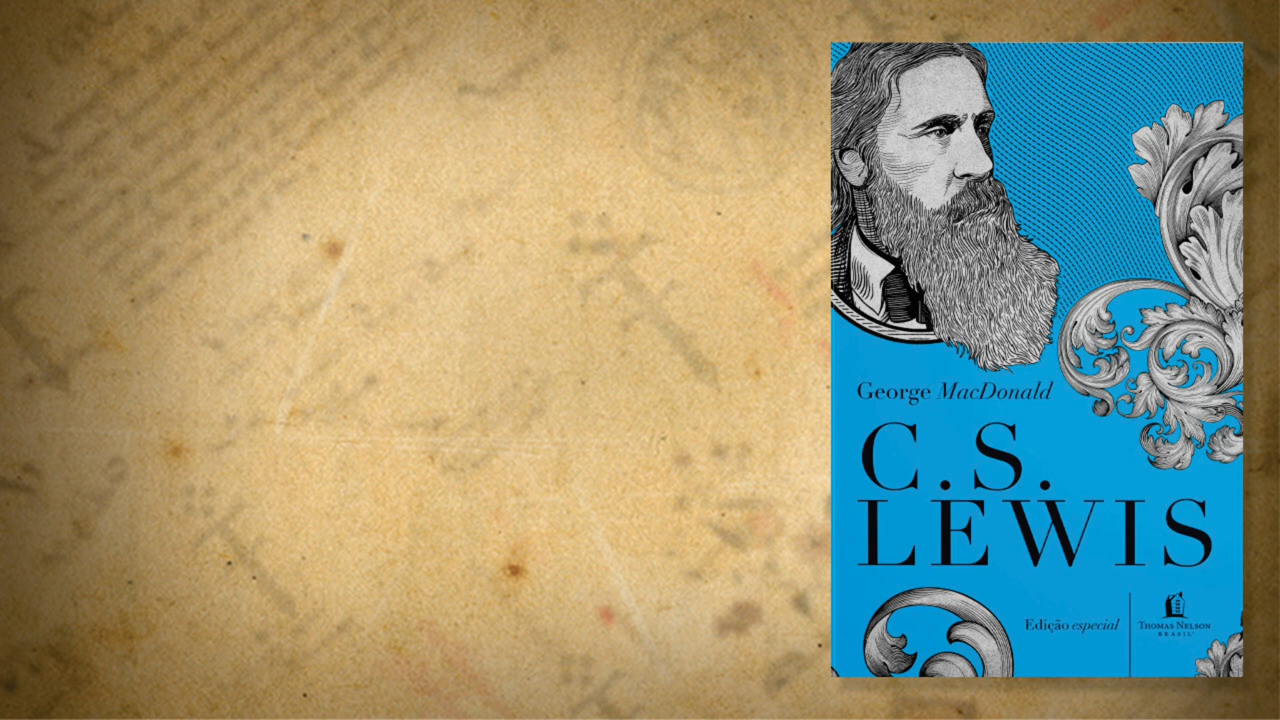 George MacDonald
C.S.
LEWIS
Edição especial
THOMAS NELSON
BRASIL